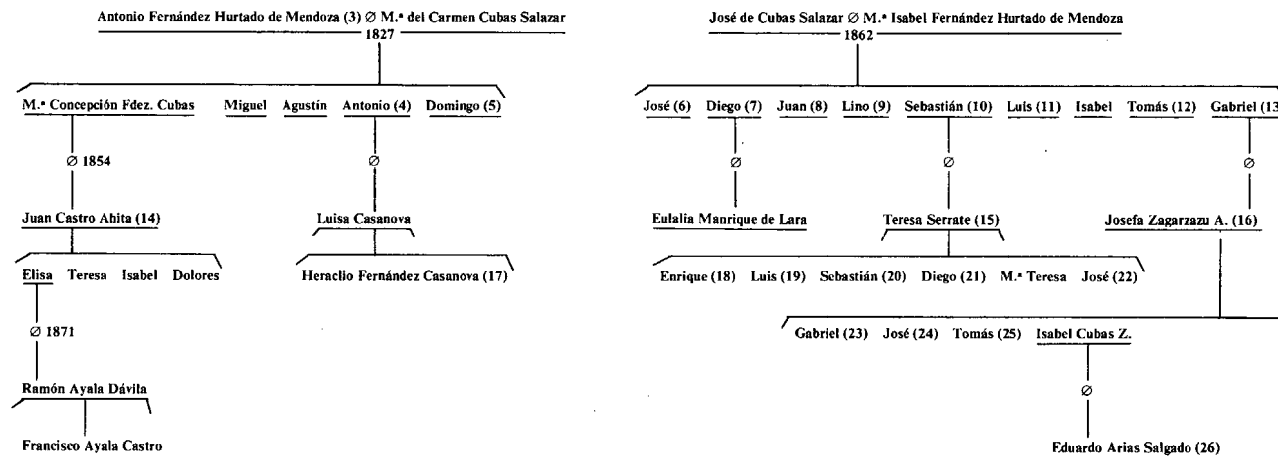 Antonio Fernández Hurtado de Mendoza (3) Ø M.ª del Carmen Cubas Salazar
1827
M.ª Concepción Fdez. Cubas Miguel Agustín Antonio (4) Domingo (5)
Ø 1854 Ø
Juan Castro Ahita (14) Luisa Casanova
Elisa Teresa Isabel Dolores Heraclio Fernández Casanova (17)
Ø 1871
Ramón Ayala Dávila
Francisco Ayala Castro
José de Cubas Salazar Ø M.ª Isabel Fernández Hurtado de Mendoza
1862
José (6) Diego (7) Juan (8) Lino (9) Sebastián (10) Luis (11) Isabel Tomás (12) Gabriel (13
Ø Ø Ø
Eulalia Manrique de Lara Teresa Serrate (15) Josefa Zagarzazu A. (16)
Enrique (18) Luis (19) Sebastián (20) Diego (21) M.ª Teresa José (22)
Gabriel (23) José (24) Tomás (25) Isabel Cubas Z.
Ø
Eduardo Arias Salgado (26)